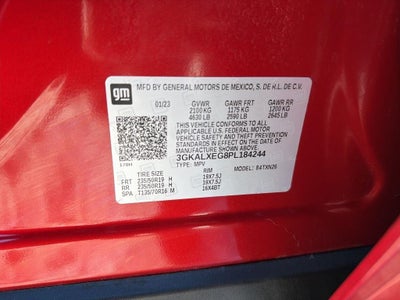 gm
MFD BY GENERAL MOTORS DE MEXICO, S. DE R.L. DE C.V.
01/23 GVWR GAWR FRT GAWR RR
2100 KG 1175 KG 1200 KG
4630 LB 2590 LB 2645 LB
THIS VEHICLE CONFORMS TO ALL APPLICABLE
U.S. FEDERAL MOTOR VEHICLE SAFETY, BUMPER, AND
THEFT PREVENTION STANDARDS IN EFFECT ON THE
DATE OF MANUFACTURE SHOWN ABOVE.
3GKALXEG8PL184244
TYPE: MPV MODEL: 84TXN26
TIRE SIZE RIM
FRT 235/50R19 H 19X7.5J
RR 235/50R19 H 19X7.5J
SPA T135/70R16 M 16X4BT